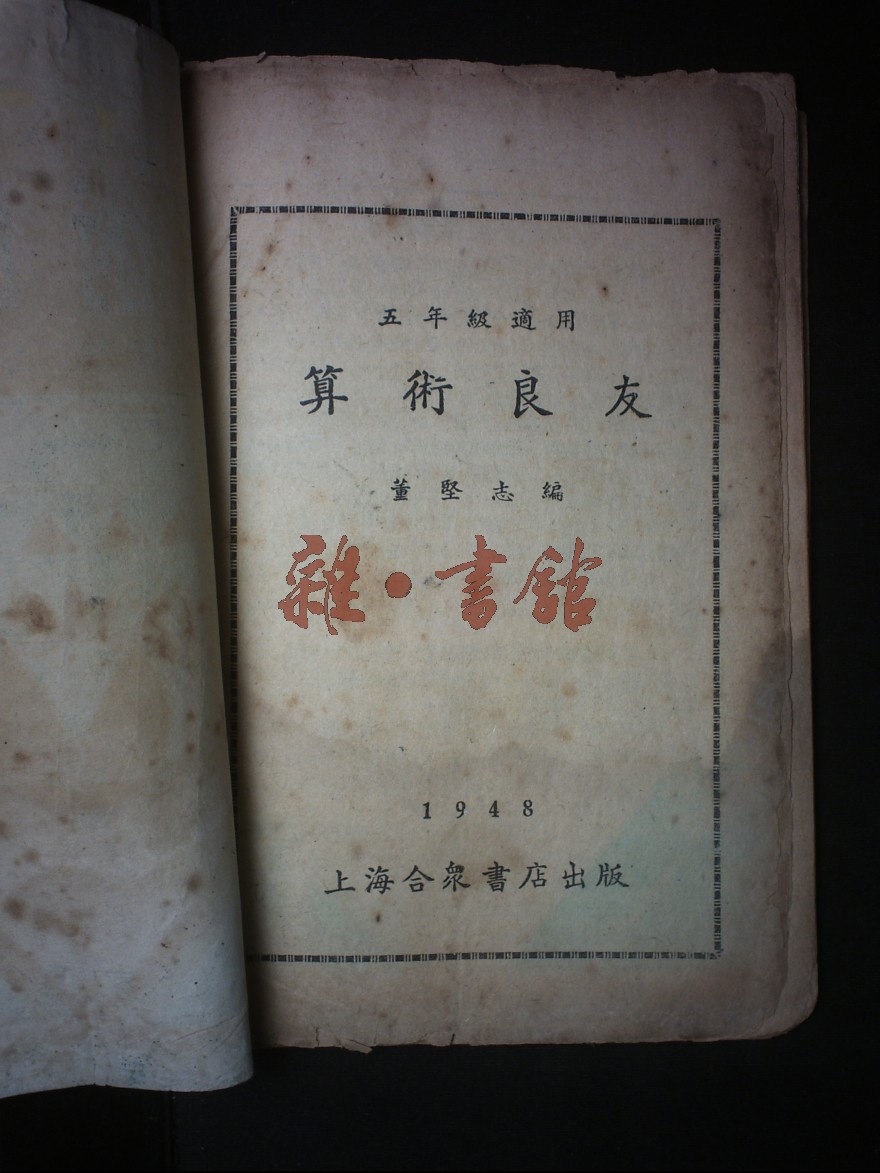 五年級適用
算術良友
董堅志編
雜·書館
1948
上海合衆書店出版